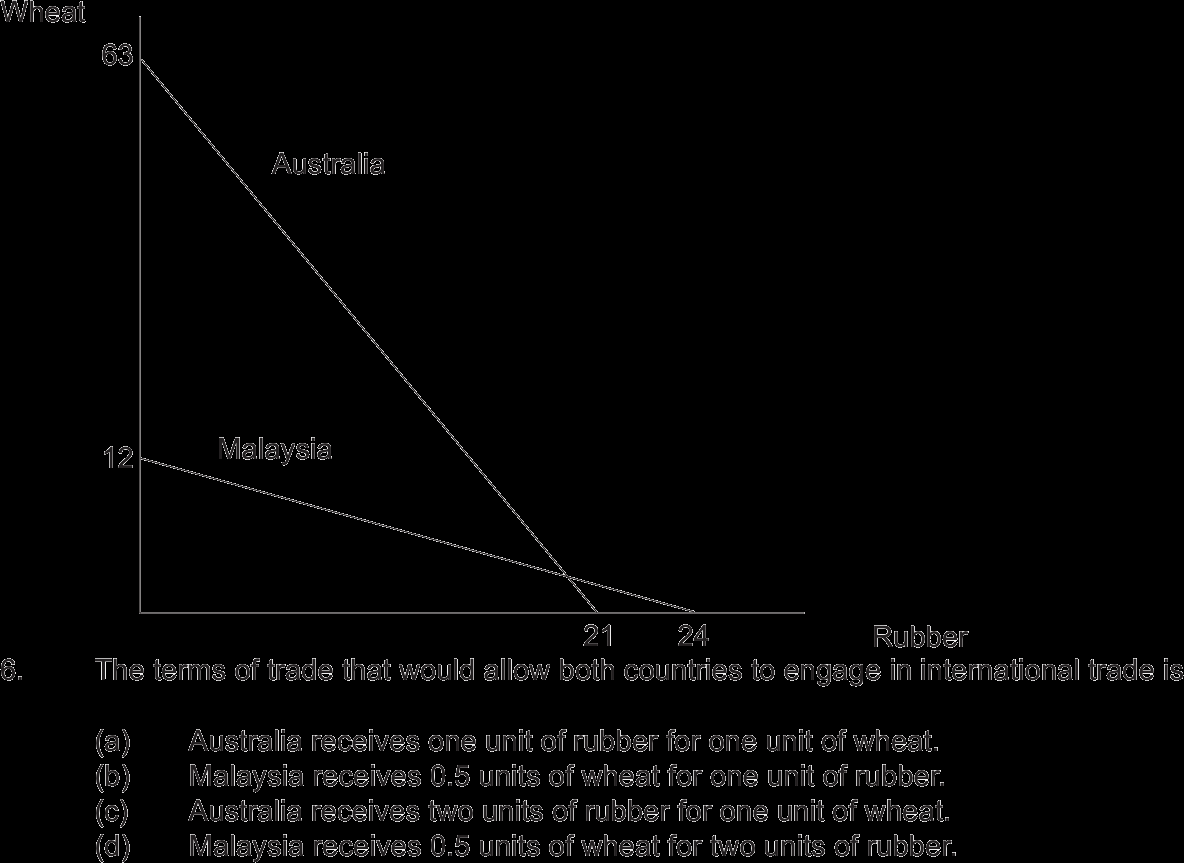 Wheat
63
Australia
Malaysia
12
21 24 Rubber
6. The terms of trade that would allow both countries to engage in international trade is
(a) Australia receives one unit of rubber for one unit of wheat.
(b) Malaysia receives 0.5 units of wheat for one unit of rubber.
(c) Australia receives two units of rubber for one unit of wheat.
(d) Malaysia receives 0.5 units of wheat for two units of rubber.